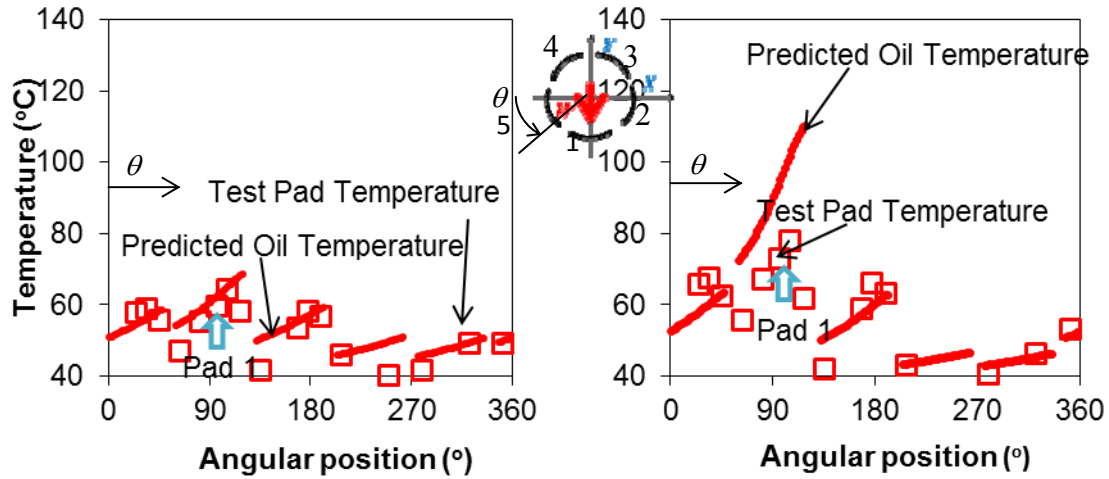 140
120
100
80
60
40
Temperature (°C)
θ
Test Pad Temperature
Predicted Oil Temperature
Pad 1
0
90
180
270
360
Angular position (°)
4
3
Y
X
θ
5
2
1
140
120
100
80
60
40
Predicted Oil Temperature
θ
Test Pad Temperature
Pad 1
0
90
180
270
360
Angular position (°)